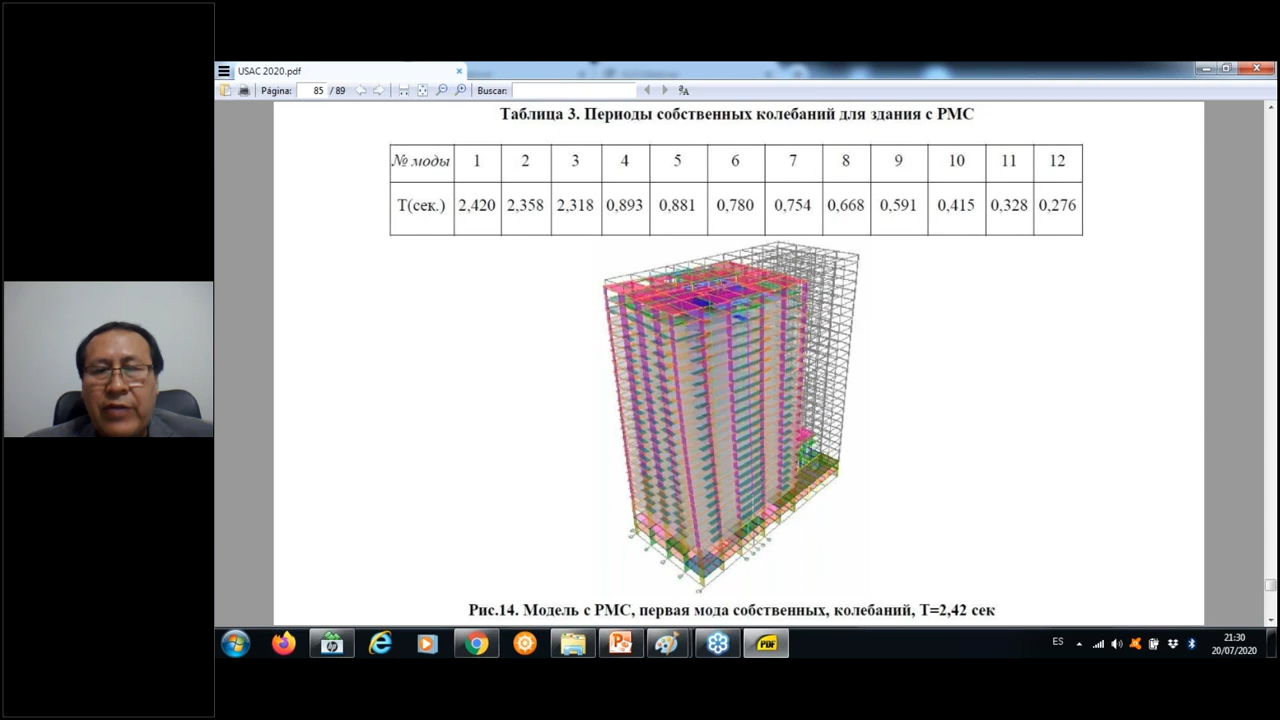 USAC 2020.pdf
Página: 85 / 89 Buscar:
Таблица 3. Периоды собственных колебаний для здания с РМС
№ моды 1 2 3 4 5 6 7 8 9 10 11 12
Т(сек.) 2,420 2,358 2,318 0,893 0,881 0,780 0,754 0,668 0,591 0,415 0,328 0,276
Рис.14. Модель с РМС, первая мода собственных, колебаний, Т=2,42 сек
ES 21:30
20/07/2020
PDF